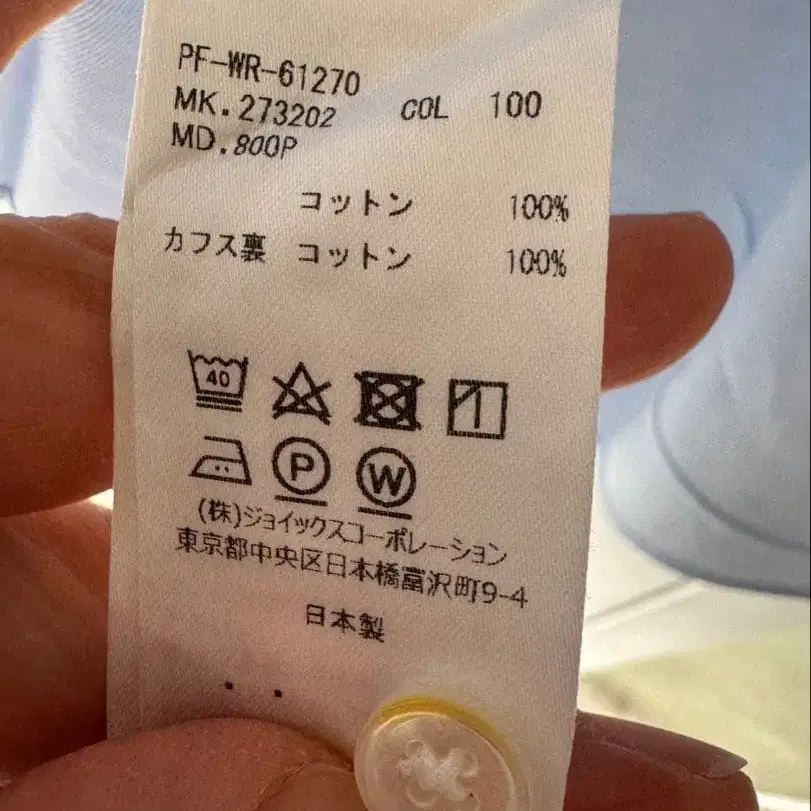 PF-WR-61270
MK.273202 COL 100
MD.800P
コットン 100%
カフス裏 コットン 100%
40
P W
(株)ジョイックスコーポレーション
東京都中央区日本橋富沢町9-4
日本製